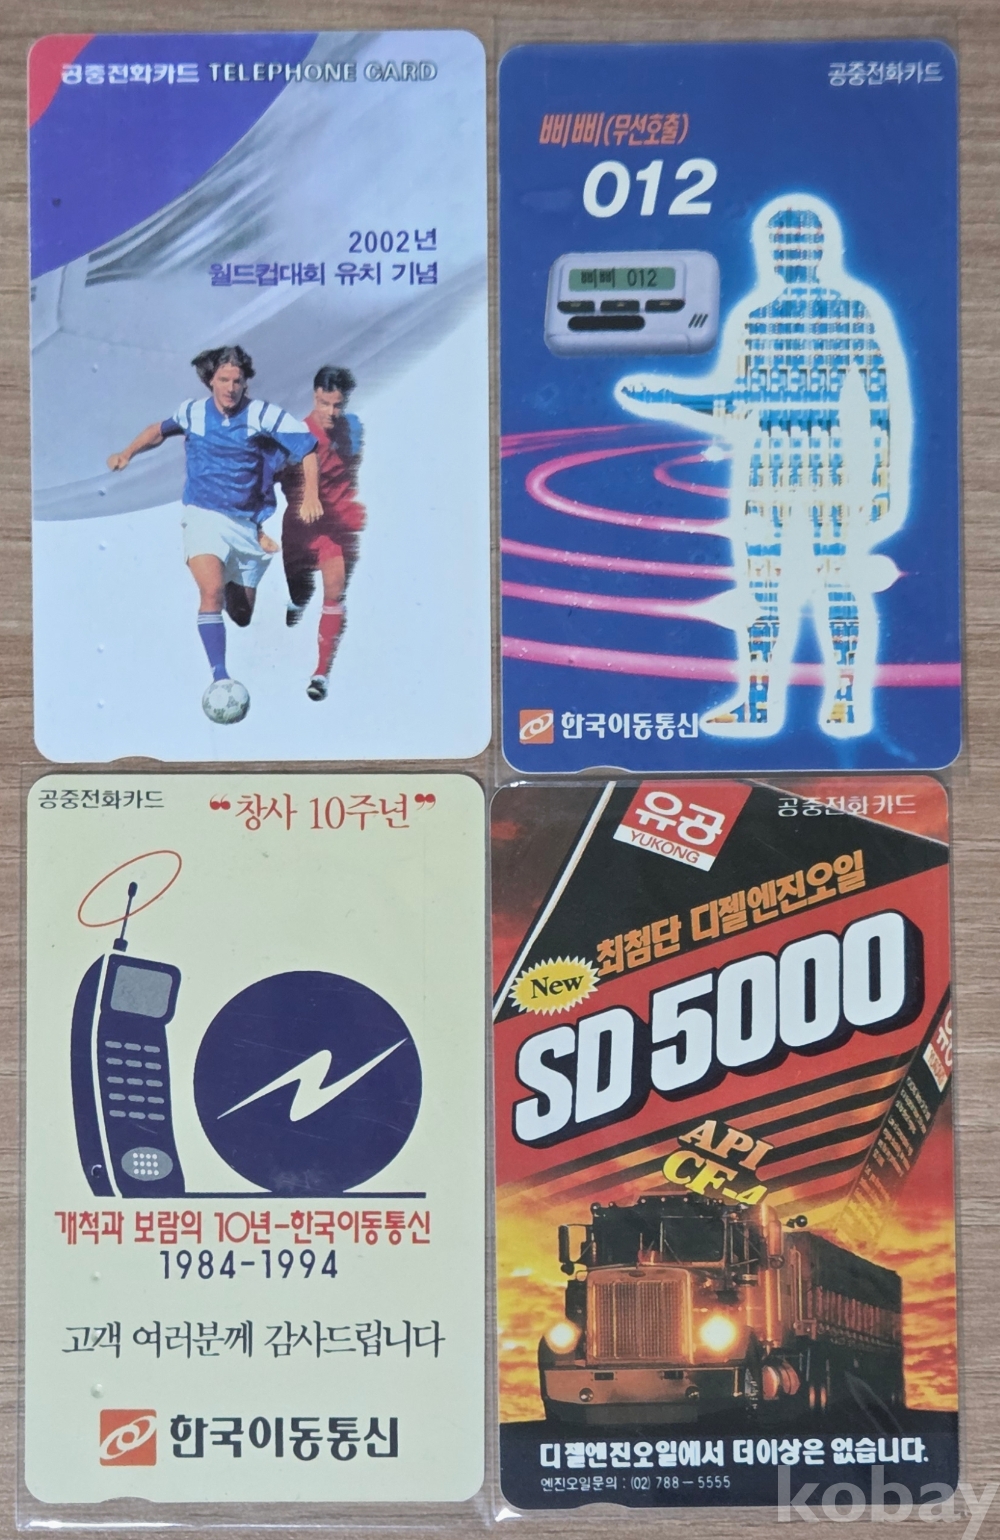 공중전화카드 TELEPHONE CARD
2002년
월드컵대회 유치 기념
공중전화카드
삐삐(무선호출)
012
삐삐 012
한국이동통신
공중전화카드
"창사 10주년"
개척과 보람의 10년-한국이동통신
1984-1994
고객 여러분께 감사드립니다
한국이동통신
공중전화카드
유공
YUKONG
최첨단 디젤엔진오일
New
SD 5000
API
CF-4
디젤엔진오일에서 더이상은 없습니다.
엔진오일문의 : (02) 788-5555
kobay